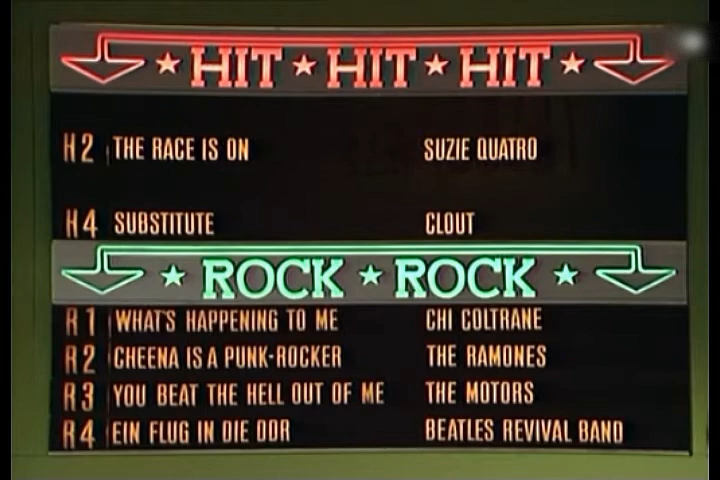 ★ HIT ★ HIT ★ HIT ★
H2 THE RACE IS ON SUZIE QUATRO
H4 SUBSTITUTE CLOUT
★ ROCK ★ ROCK ★
R1 WHAT'S HAPPENING TO ME CHI COLTRANE
R2 CHEENA IS A PUNK-ROCKER THE RAMONES
R3 YOU BEAT THE HELL OUT OF ME THE MOTORS
R4 EIN FLUG IN DIE DDR BEATLES REVIVAL BAND